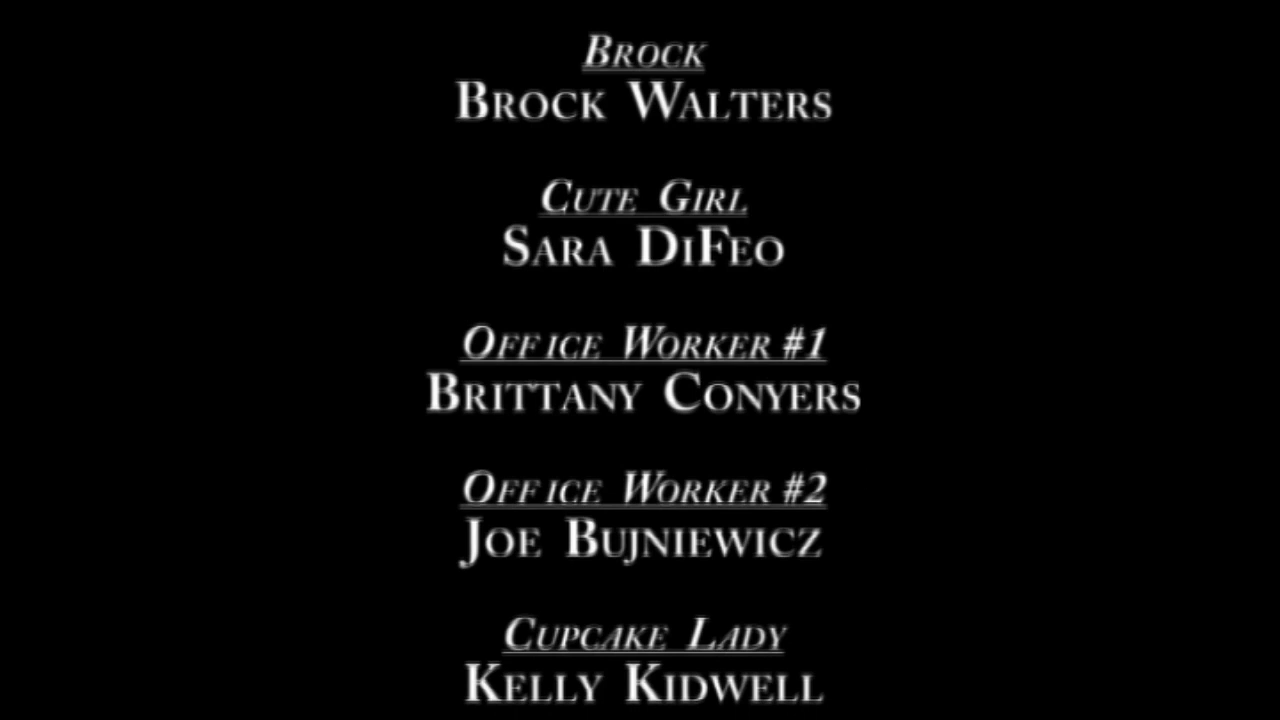 Brock
Brock Walters
Cute Girl
Sara DiFeo
Office Worker #1
Brittany Conyers
Office Worker #2
Joe Bujniewicz
Cupcake Lady
Kelly Kidwell